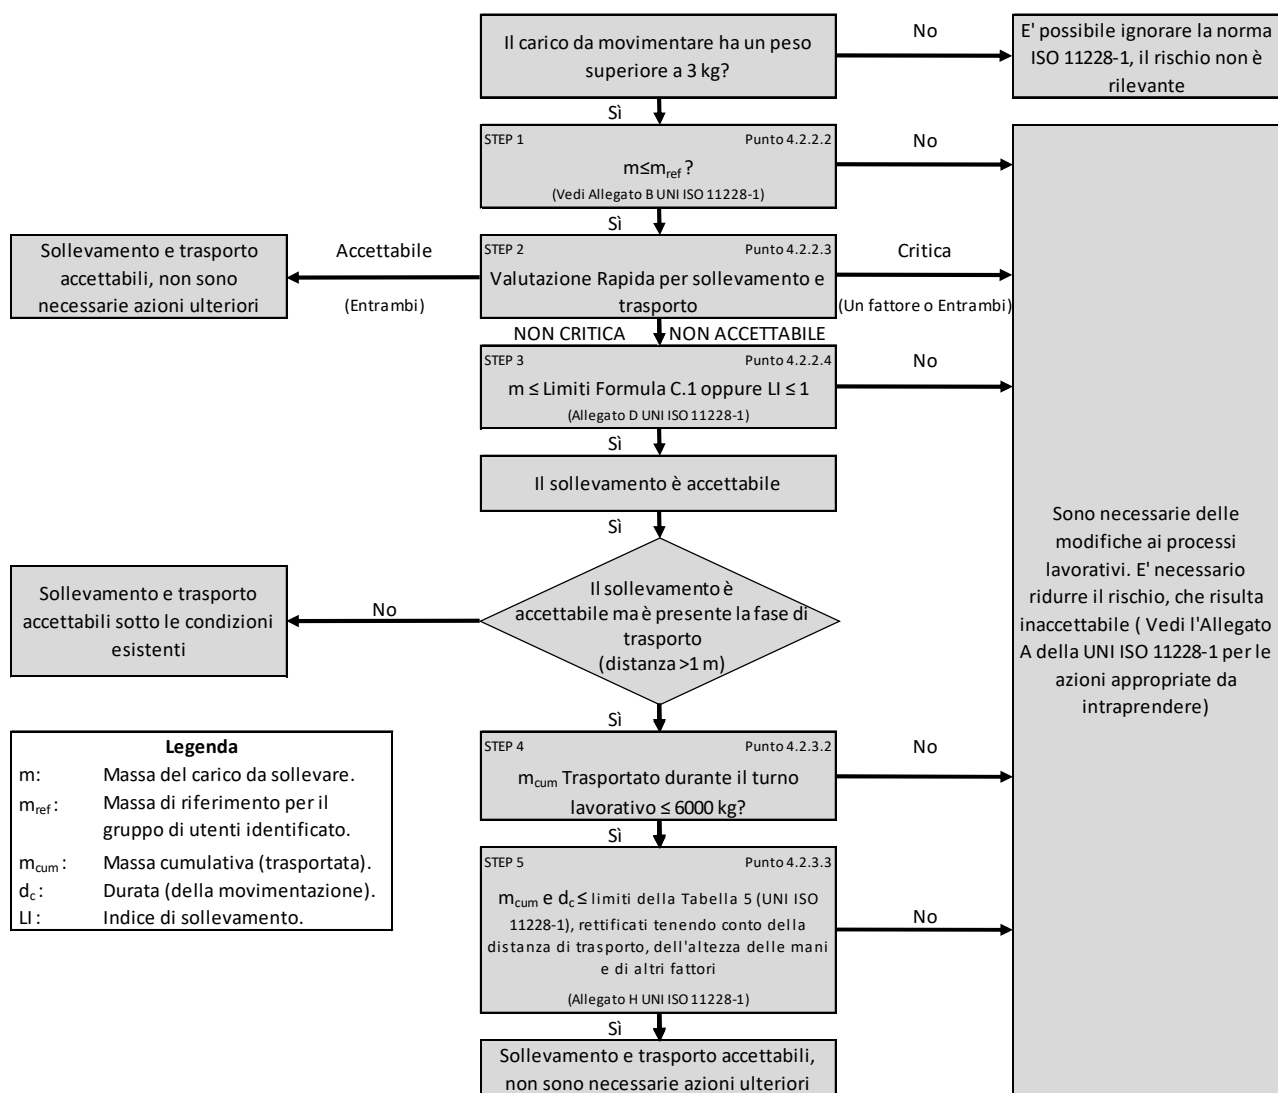 Il carico da movimentare ha un peso
superiore a 3 kg?
No
E' possibile ignorare la norma
ISO 11228-1, il rischio non è
rilevante
Sì
STEP 1
Punto 4.2.2.2
m≤m_ref ?
(Vedi Allegato B UNI ISO 11228-1)
No
Sì
Sollevamento e trasporto
accettabili, non sono
necessarie azioni ulteriori
Accettabile
(Entrambi)
STEP 2
Punto 4.2.2.3
Valutazione Rapida per sollevamento e
trasporto
Critica
(Un fattore o Entrambi)
NON CRITICA
NON ACCETTABILE
STEP 3
Punto 4.2.2.4
m ≤ Limiti Formula C.1 oppure LI ≤ 1
(Allegato D UNI ISO 11228-1)
No
Sì
Il sollevamento è accettabile
Sì
Sono necessarie delle
modifiche ai processi
lavorativi. E' necessario
ridurre il rischio, che risulta
inaccettabile ( Vedi l'Allegato
A della UNI ISO 11228-1 per le
azioni appropriate da
intraprendere)
Il sollevamento è
accettabile ma è presente la fase di
trasporto
(distanza >1 m)
No
Sollevamento e trasporto
accettabili sotto le condizioni
esistenti
Sì
STEP 4
Punto 4.2.3.2
m_cum Trasportato durante il turno
lavorativo ≤ 6000 kg?
No
Sì
Legenda
m: Massa del carico da sollevare.
m_ref : Massa di riferimento per il
gruppo di utenti identificato.
m_cum : Massa cumulativa (trasportata).
d_c : Durata (della movimentazione).
LI : Indice di sollevamento.
STEP 5
Punto 4.2.3.3
m_cum e d_c ≤ limiti della Tabella 5 (UNI ISO
11228-1), rettificati tenendo conto della
distanza di trasporto, dell'altezza delle mani
e di altri fattori
(Allegato H UNI ISO 11228-1)
No
Sì
Sollevamento e trasporto accettabili,
non sono necessarie azioni ulteriori